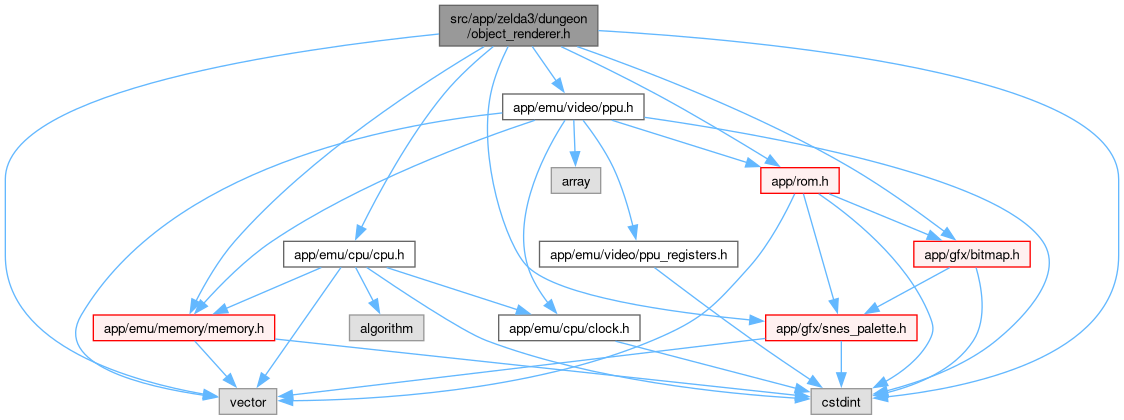 src/app/zelda3/dungeon
/object_renderer.h
app/emu/video/ppu.h
array
app/rom.h
app/emu/cpu/cpu.h
app/emu/video/ppu_registers.h
app/gfx/bitmap.h
app/emu/memory/memory.h
algorithm
app/emu/cpu/clock.h
app/gfx/snes_palette.h
vector
cstdint